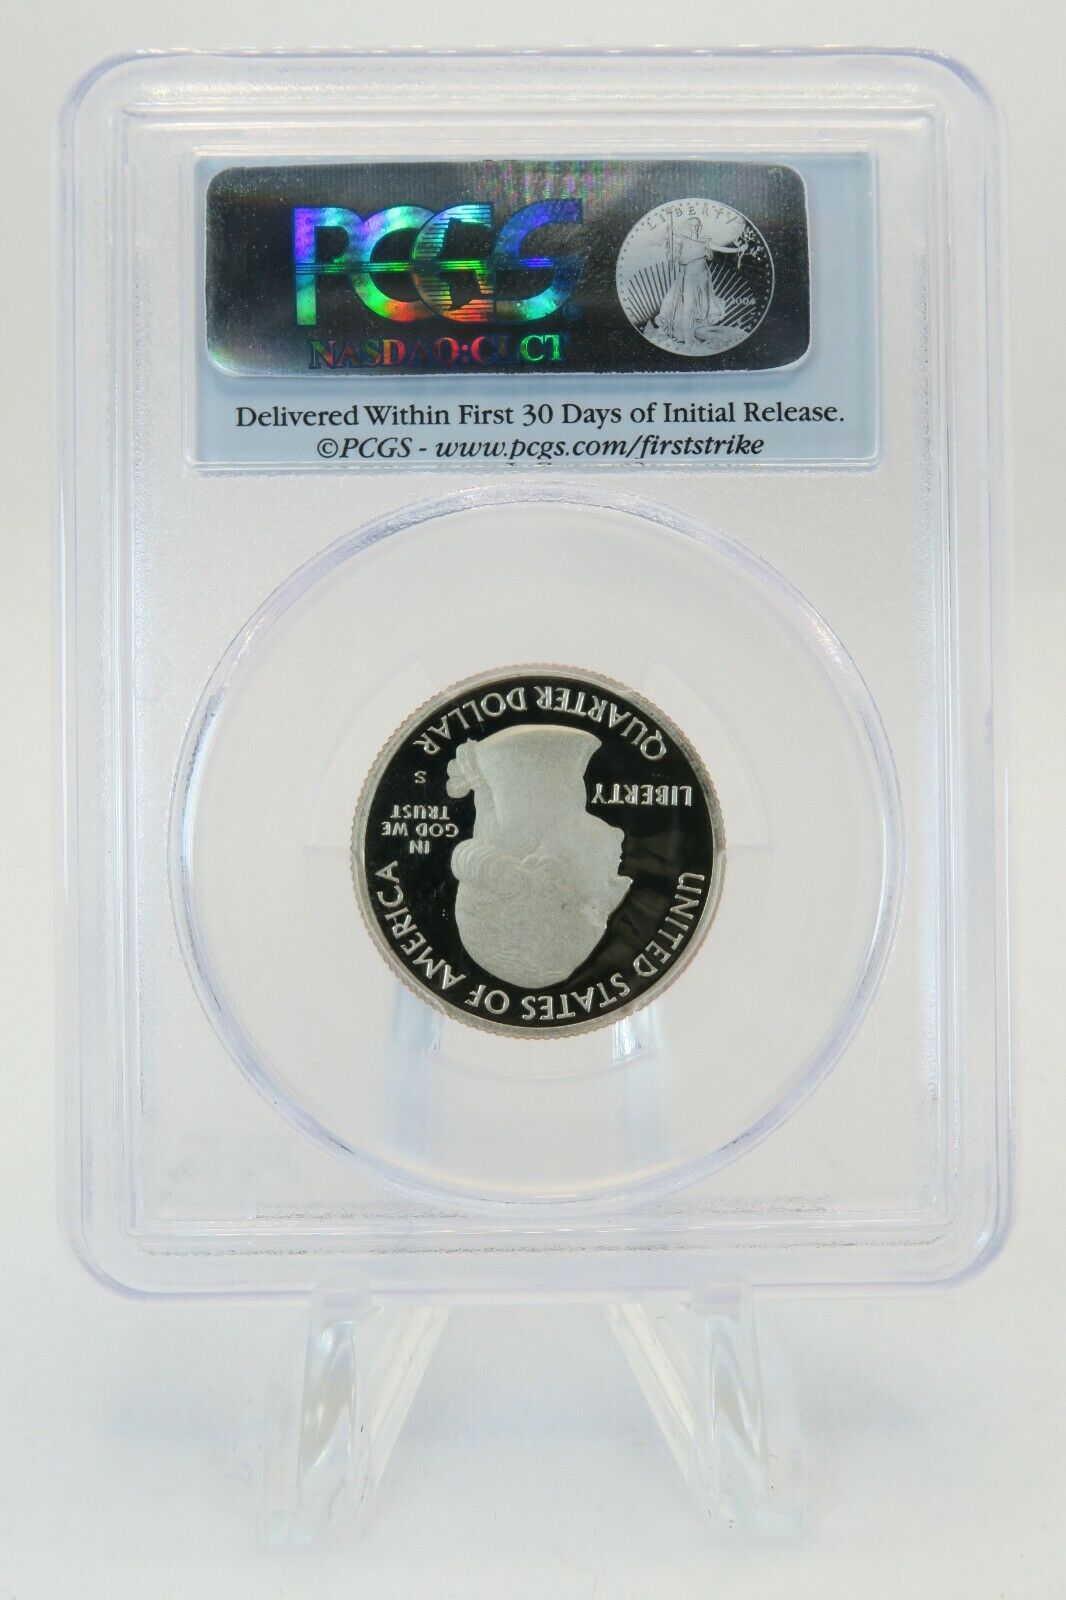 PCGS
NASDAQ:CLCT
LIBERTY
2004
Delivered Within First 30 Days of Initial Release.
©PCGS - www.pcgs.com/firststrike
UNITED STATES OF AMERICA
LIBERTY
IN
GOD WE
TRUST
S
QUARTER DOLLAR